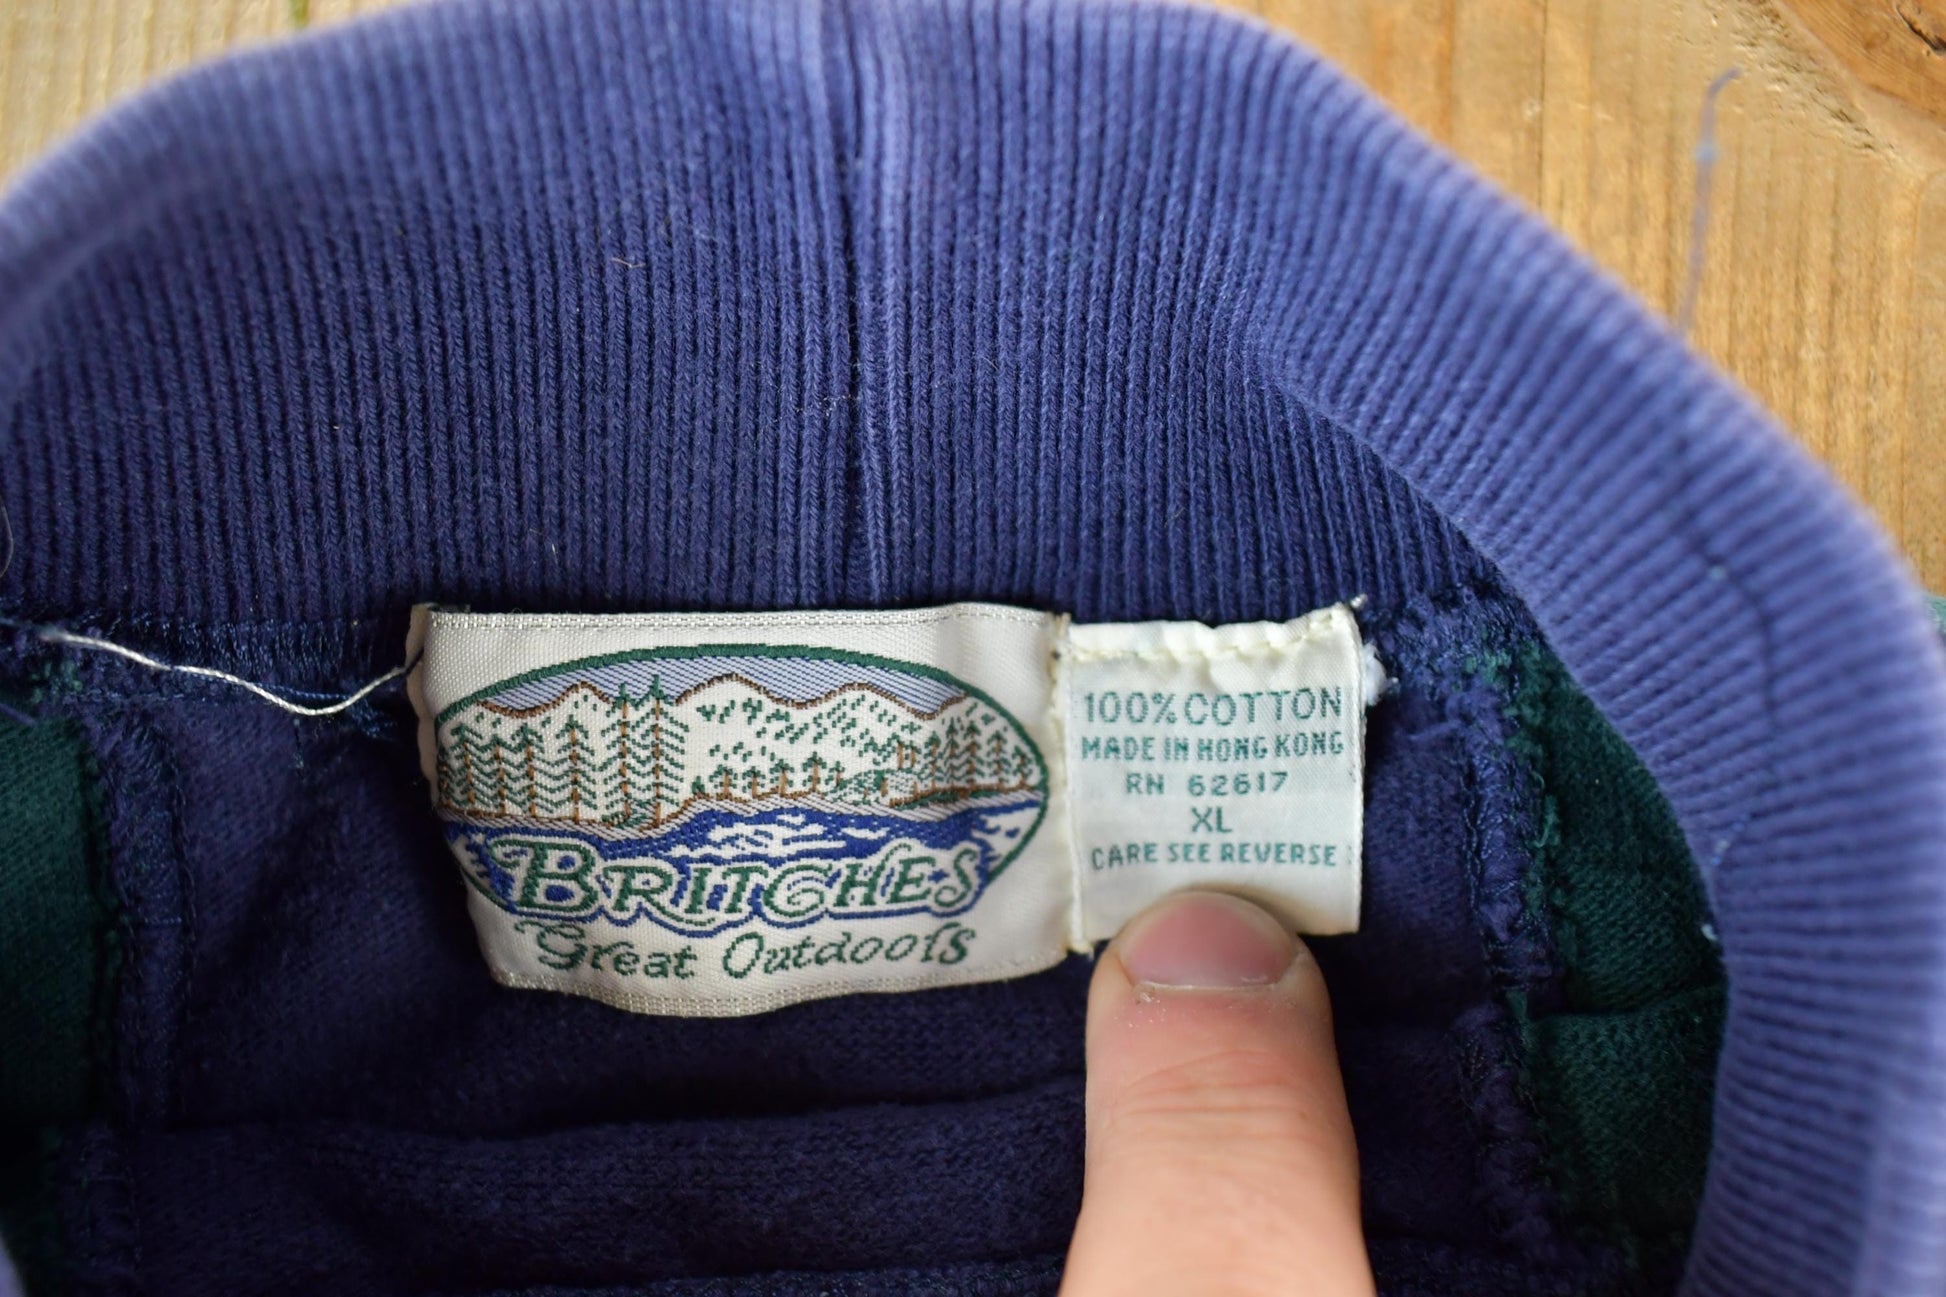 BRITCHES
Great Outdoors
100% COTTON
MADE IN HONG KONG
RN 62617
XL
CARE SEE REVERSE